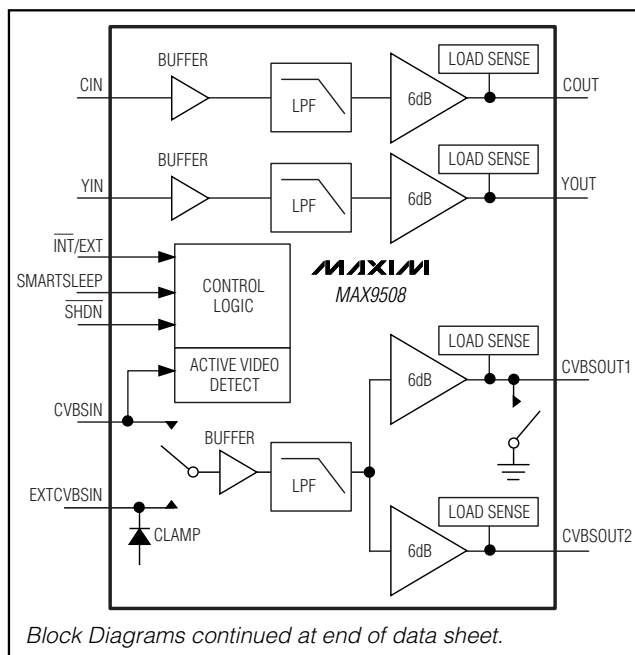 BUFFER
LOAD SENSE
CIN
LPF
6dB
COUT
BUFFER
LOAD SENSE
YIN
LPF
6dB
YOUT
INT/EXT
SMARTSLEEP
SHDN
CONTROL
LOGIC
MAXIM
MAX9508
ACTIVE VIDEO
DETECT
LOAD SENSE
6dB
CVBSOUT1
CVBSIN
BUFFER
LPF
EXTCVBSIN
CLAMP
LOAD SENSE
6dB
CVBSOUT2
Block Diagrams continued at end of data sheet.